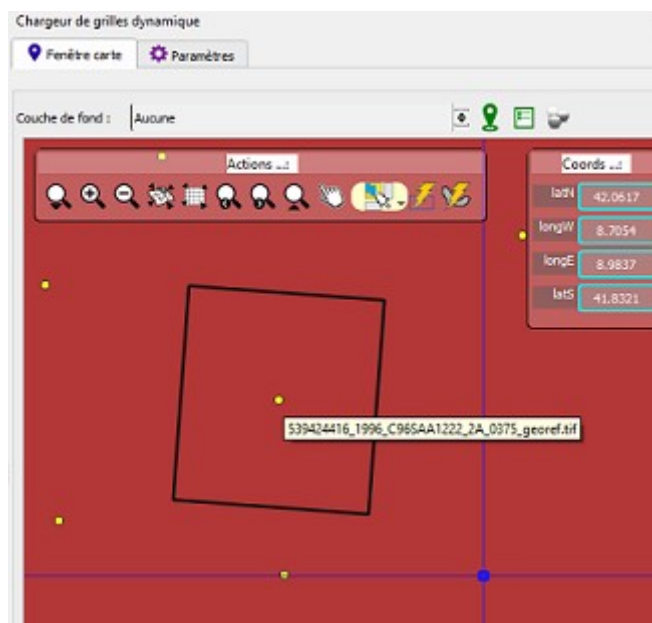 Chargeur de grilles dynamique
Fenêtre carte Paramètres
Couche de fond : Aucune
Actions ..:
Coords ..:
latN 42.0617
longW 8.7054
longE 8.9837
latS 41.8321
539424416_1996_C96SAA1222_2A_0375_georef.tif